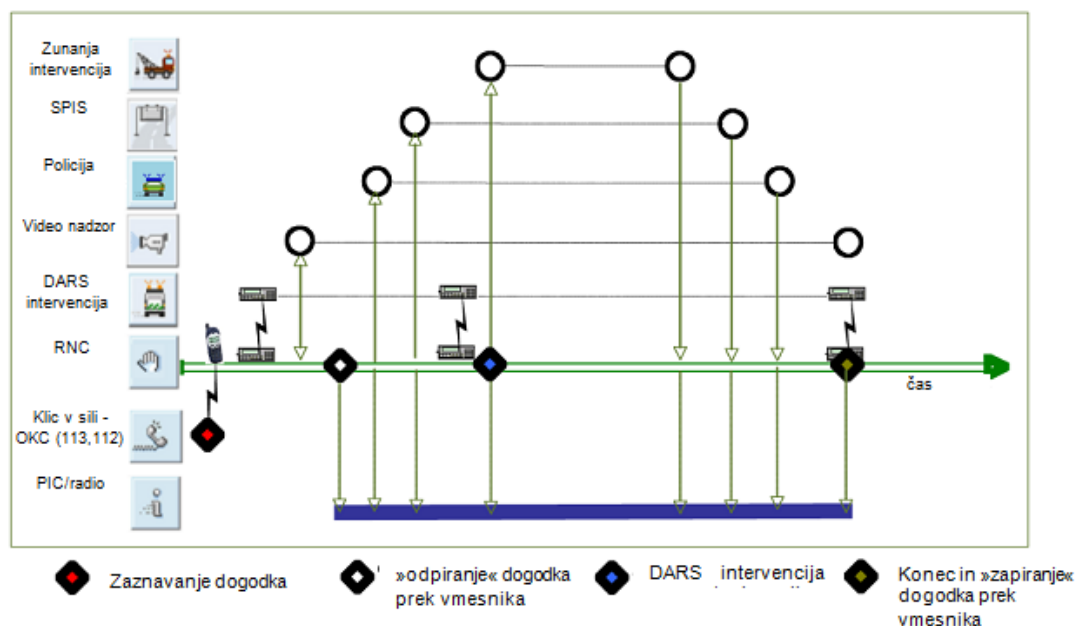 Zunanja
intervencija
SPIS
Policija
Video nadzor
DARS
intervencija
RNC
Klic v sili -
OKC (113,112)
PIC/radio
čas
Zaznavanje dogodka
»odpiranje« dogodka
prek vmesnika
DARS intervencija
Konec in »zapiranje«
dogodka prek
vmesnika